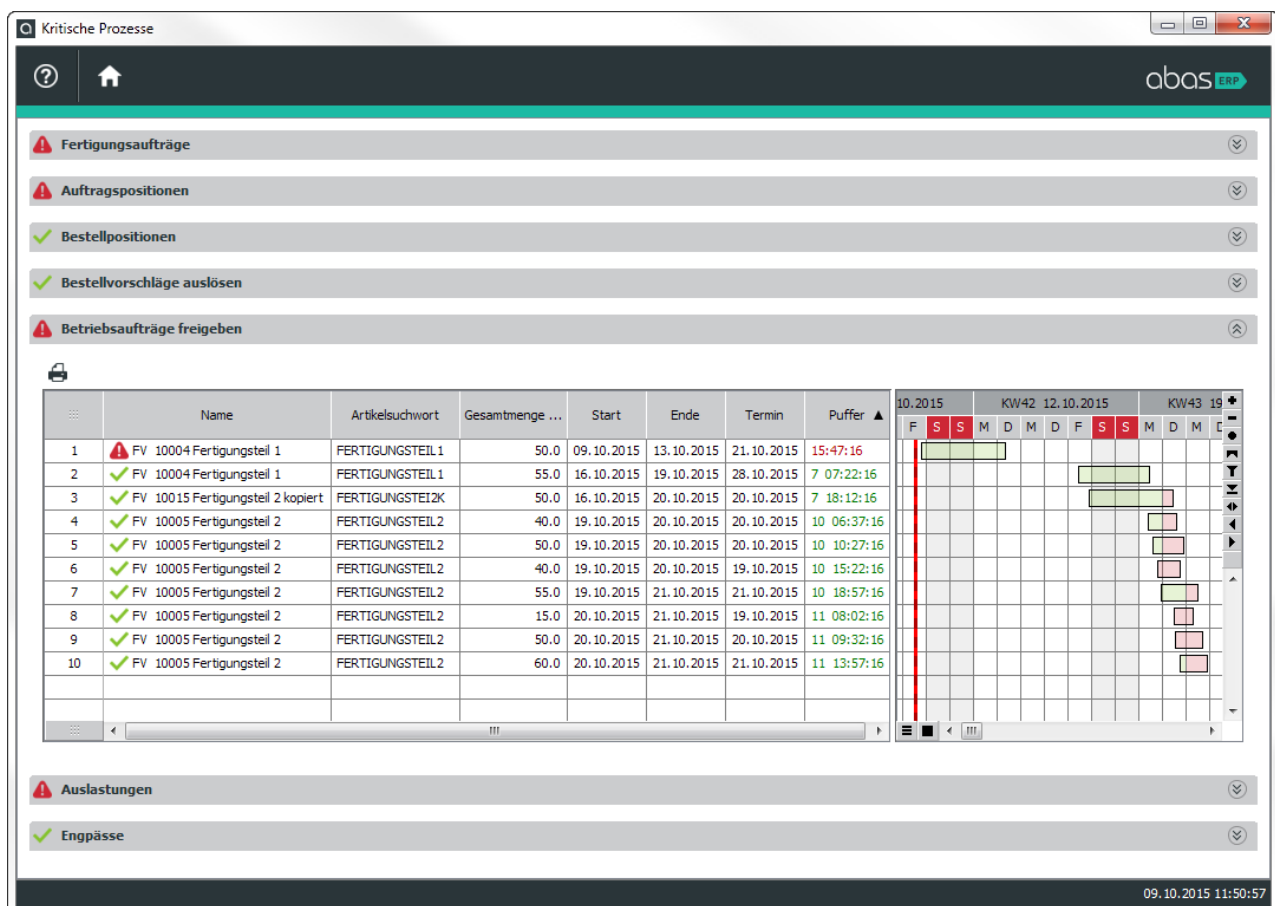 Kritische Prozesse
abas ERP
Fertigungsaufträge
Auftragspositionen
Bestellpositionen
Bestellvorschläge auslösen
Betriebsaufträge freigeben
Name Artikelsuchwort Gesamtmenge ... Start Ende Termin Puffer ▲ 10.2015 KW42 12.10.2015 KW43 19
F S S M D M D F S S M D M D
1 FV 10004 Fertigungsteil 1 FERTIGUNGSTEIL1 50.0 09.10.2015 13.10.2015 21.10.2015 15:47:16
2 FV 10004 Fertigungsteil 1 FERTIGUNGSTEIL1 55.0 16.10.2015 19.10.2015 28.10.2015 7 07:22:16
3 FV 10015 Fertigungsteil 2 kopiert FERTIGUNGSTEI2K 50.0 16.10.2015 20.10.2015 20.10.2015 7 18:12:16
4 FV 10005 Fertigungsteil 2 FERTIGUNGSTEIL2 40.0 19.10.2015 20.10.2015 20.10.2015 10 06:37:16
5 FV 10005 Fertigungsteil 2 FERTIGUNGSTEIL2 50.0 19.10.2015 20.10.2015 20.10.2015 10 10:27:16
6 FV 10005 Fertigungsteil 2 FERTIGUNGSTEIL2 40.0 19.10.2015 20.10.2015 19.10.2015 10 15:22:16
7 FV 10005 Fertigungsteil 2 FERTIGUNGSTEIL2 55.0 19.10.2015 21.10.2015 21.10.2015 10 18:57:16
8 FV 10005 Fertigungsteil 2 FERTIGUNGSTEIL2 15.0 20.10.2015 21.10.2015 19.10.2015 11 08:02:16
9 FV 10005 Fertigungsteil 2 FERTIGUNGSTEIL2 50.0 20.10.2015 21.10.2015 20.10.2015 11 09:32:16
10 FV 10005 Fertigungsteil 2 FERTIGUNGSTEIL2 60.0 20.10.2015 21.10.2015 21.10.2015 11 13:57:16
Auslastungen
Engpässe
09.10.2015 11:50:57